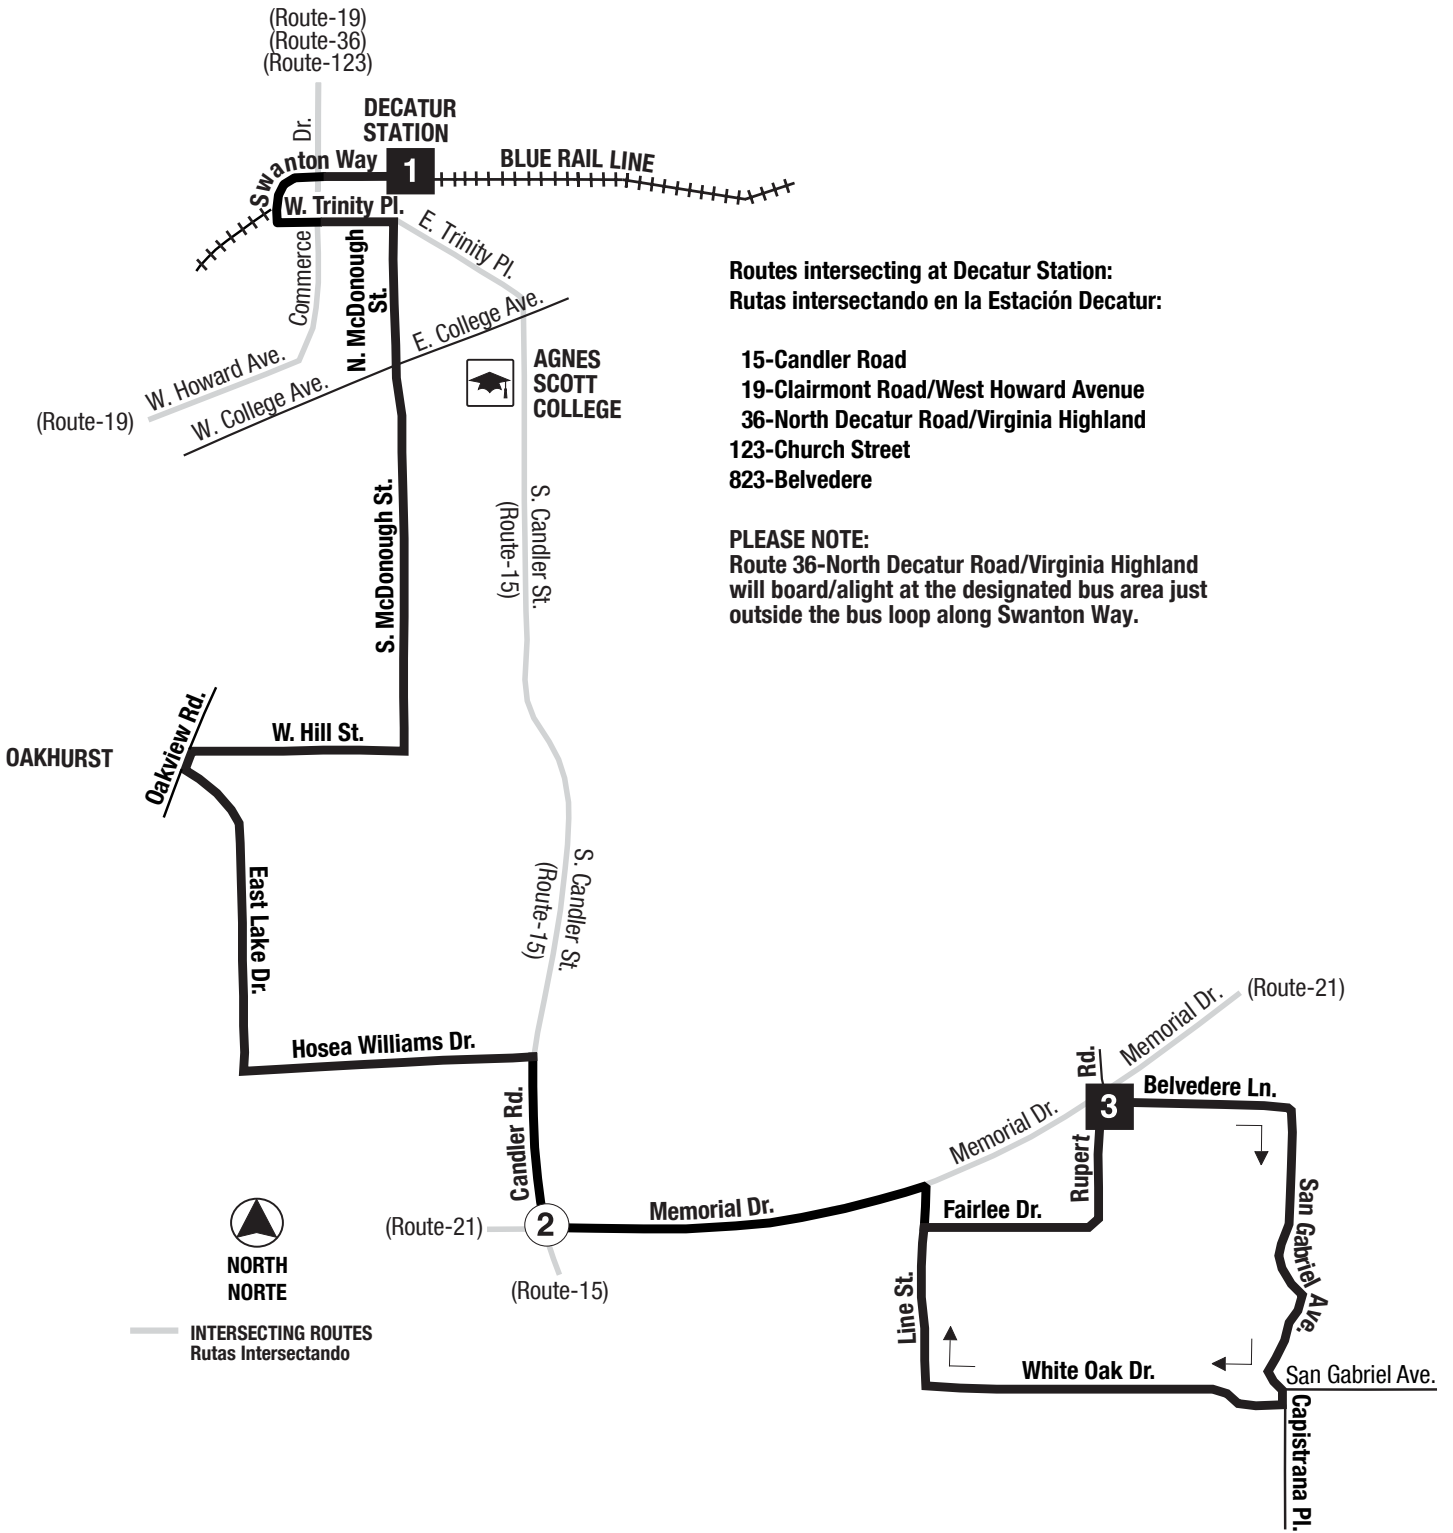 (Route-19)
(Route-36)
(Route-123)
DECATUR
STATION
Dr.
Swanton Way
1
BLUE RAIL LINE
W. Trinity Pl.
E. Trinity Pl.
Commerce
N. McDonough
St.
E. College Ave.
W. Howard Ave.
W. College Ave.
(Route-19)
AGNES
SCOTT
COLLEGE
Routes intersecting at Decatur Station:
Rutas intersectando en la Estación Decatur:
15-Candler Road
19-Clairmont Road/West Howard Avenue
36-North Decatur Road/Virginia Highland
123-Church Street
823-Belvedere
PLEASE NOTE:
Route 36-North Decatur Road/Virginia Highland
will board/alight at the designated bus area just
outside the bus loop along Swanton Way.
S. McDonough St.
S. Candler St.
(Route-15)
W. Hill St.
Oakview Rd.
OAKHURST
East Lake Dr.
S. Candler St.
(Route-15)
Hosea Williams Dr.
Candler Rd.
(Route-21)
2
(Route-15)
Memorial Dr.
Memorial Dr.
Memorial Dr.
(Route-21)
Rd.
3
Belvedere Ln.
Rupert
Fairlee Dr.
San Gabriel Ave.
Line St.
White Oak Dr.
San Gabriel Ave.
Capistrana Pl.
NORTH
NORTE
INTERSECTING ROUTES
Rutas Intersectando